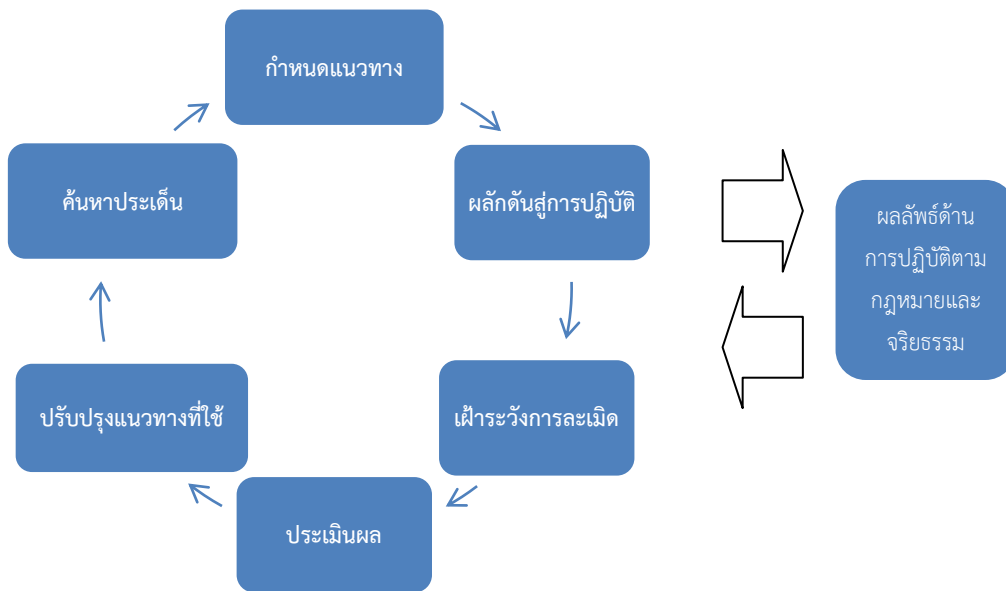 กำหนดแนวทาง
ผลักดันสู่การปฏิบัติ
เฝ้าระวังการละเมิด
ประเมินผล
ปรับปรุงแนวทางที่ใช้
ค้นหาประเด็น
ผลลัพธ์ด้าน
การปฏิบัติตาม
กฎหมายและ
จริยธรรม